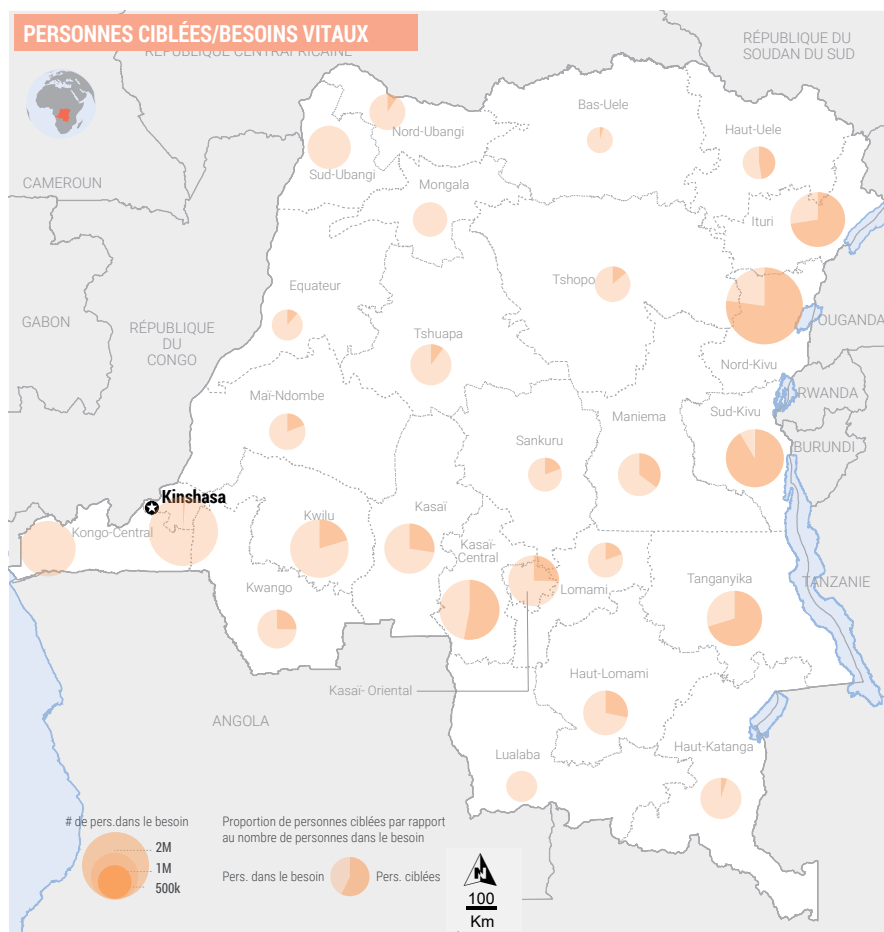 PERSONNES CIBLÉES/BESOINS VITAUX
RÉPUBLIQUE CENTRAFRICAINE
RÉPUBLIQUE DU
SOUDAN DU SUD
Bas-Uele
Nord-Ubangi
Haut-Uele
Sud-Ubangi
CAMEROUN
Mongala
Ituri
Tshopo
Equateur
GABON
RÉPUBLIQUE
DU
CONGO
OUGANDA
Tshuapa
Nord-Kivu
RWANDA
Maï-Ndombe
Sud-Kivu
Maniema
Sankuru
BURUNDI
Kinshasa
Kasaï
Kwilu
Kongo-Central
Kasaï-
Central
Tanganyika
TANZANIE
Kwango
Lomami
Haut-Lomami
Kasaï- Oriental
ANGOLA
Haut-Katanga
Lualaba
# de pers.dans le besoin
2M
1M
500k
Proportion de personnes ciblées par rapport
au nombre de personnes dans le besoin
Pers. dans le besoin
Pers. ciblées
N
100
Km